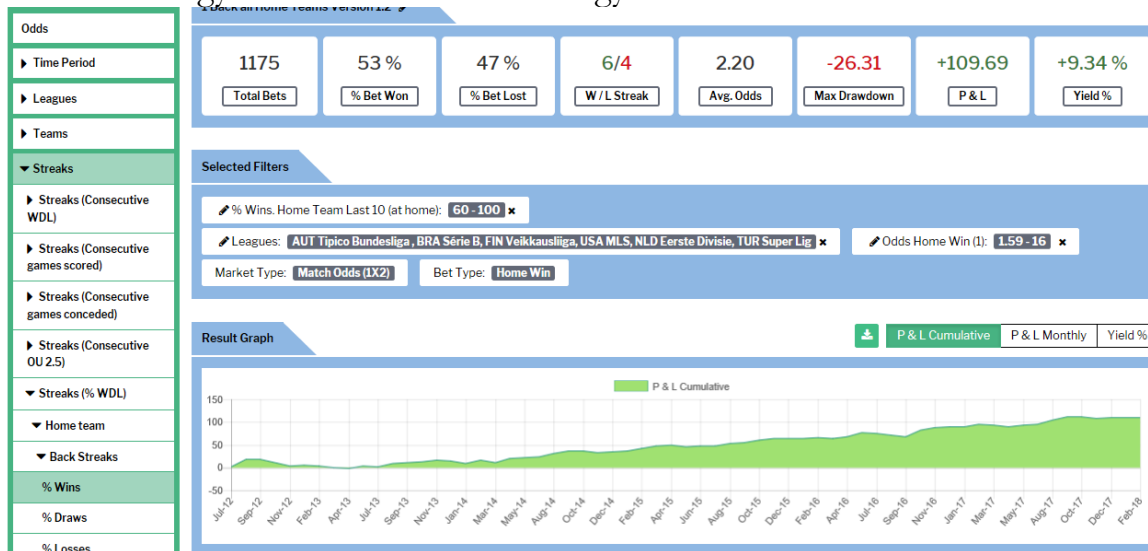 1 Back all Home Teams Version 1.2
Odds
Time Period
Leagues
Teams
Streaks
Streaks (Consecutive
WDL)
Streaks (Consecutive
games scored)
Streaks (Consecutive
games conceded)
Streaks (Consecutive
OU 2.5)
Streaks (% WDL)
Home team
Back Streaks
% Wins
% Draws
% Losses
1175 53 % 47 % 6/4 2.20 -26.31 +109.69 +9.34 %
Total Bets % Bet Won % Bet Lost W / L Streak Avg. Odds Max Drawdown P & L Yield %
Selected Filters
% Wins. Home Team Last 10 (at home): 60 - 100 ×
Leagues: AUT Tipico Bundesliga , BRA Série B, FIN Veikkausliiga, USA MLS, NLD Eerste Divisie, TUR Super Lig × Odds Home Win (1): 1.59 - 16 ×
Market Type: Match Odds (1X2) Bet Type: Home Win
Result Graph P & L Cumulative P & L Monthly Yield %
P & L Cumulative
150
100
50
0
-50
Jul-12 Sep-12 Nov-12 Feb-13 Apr-13 Jul-13 Sep-13 Nov-13 Jan-14 Mar-14 May-14 Aug-14 Oct-14 Dec-14 Feb-15 Apr-15 Jun-15 Aug-15 Oct-15 Dec-15 Feb-16 Apr-16 Jul-16 Sep-16 Nov-16 Jan-17 Mar-17 May-17 Aug-17 Oct-17 Dec-17 Feb-18